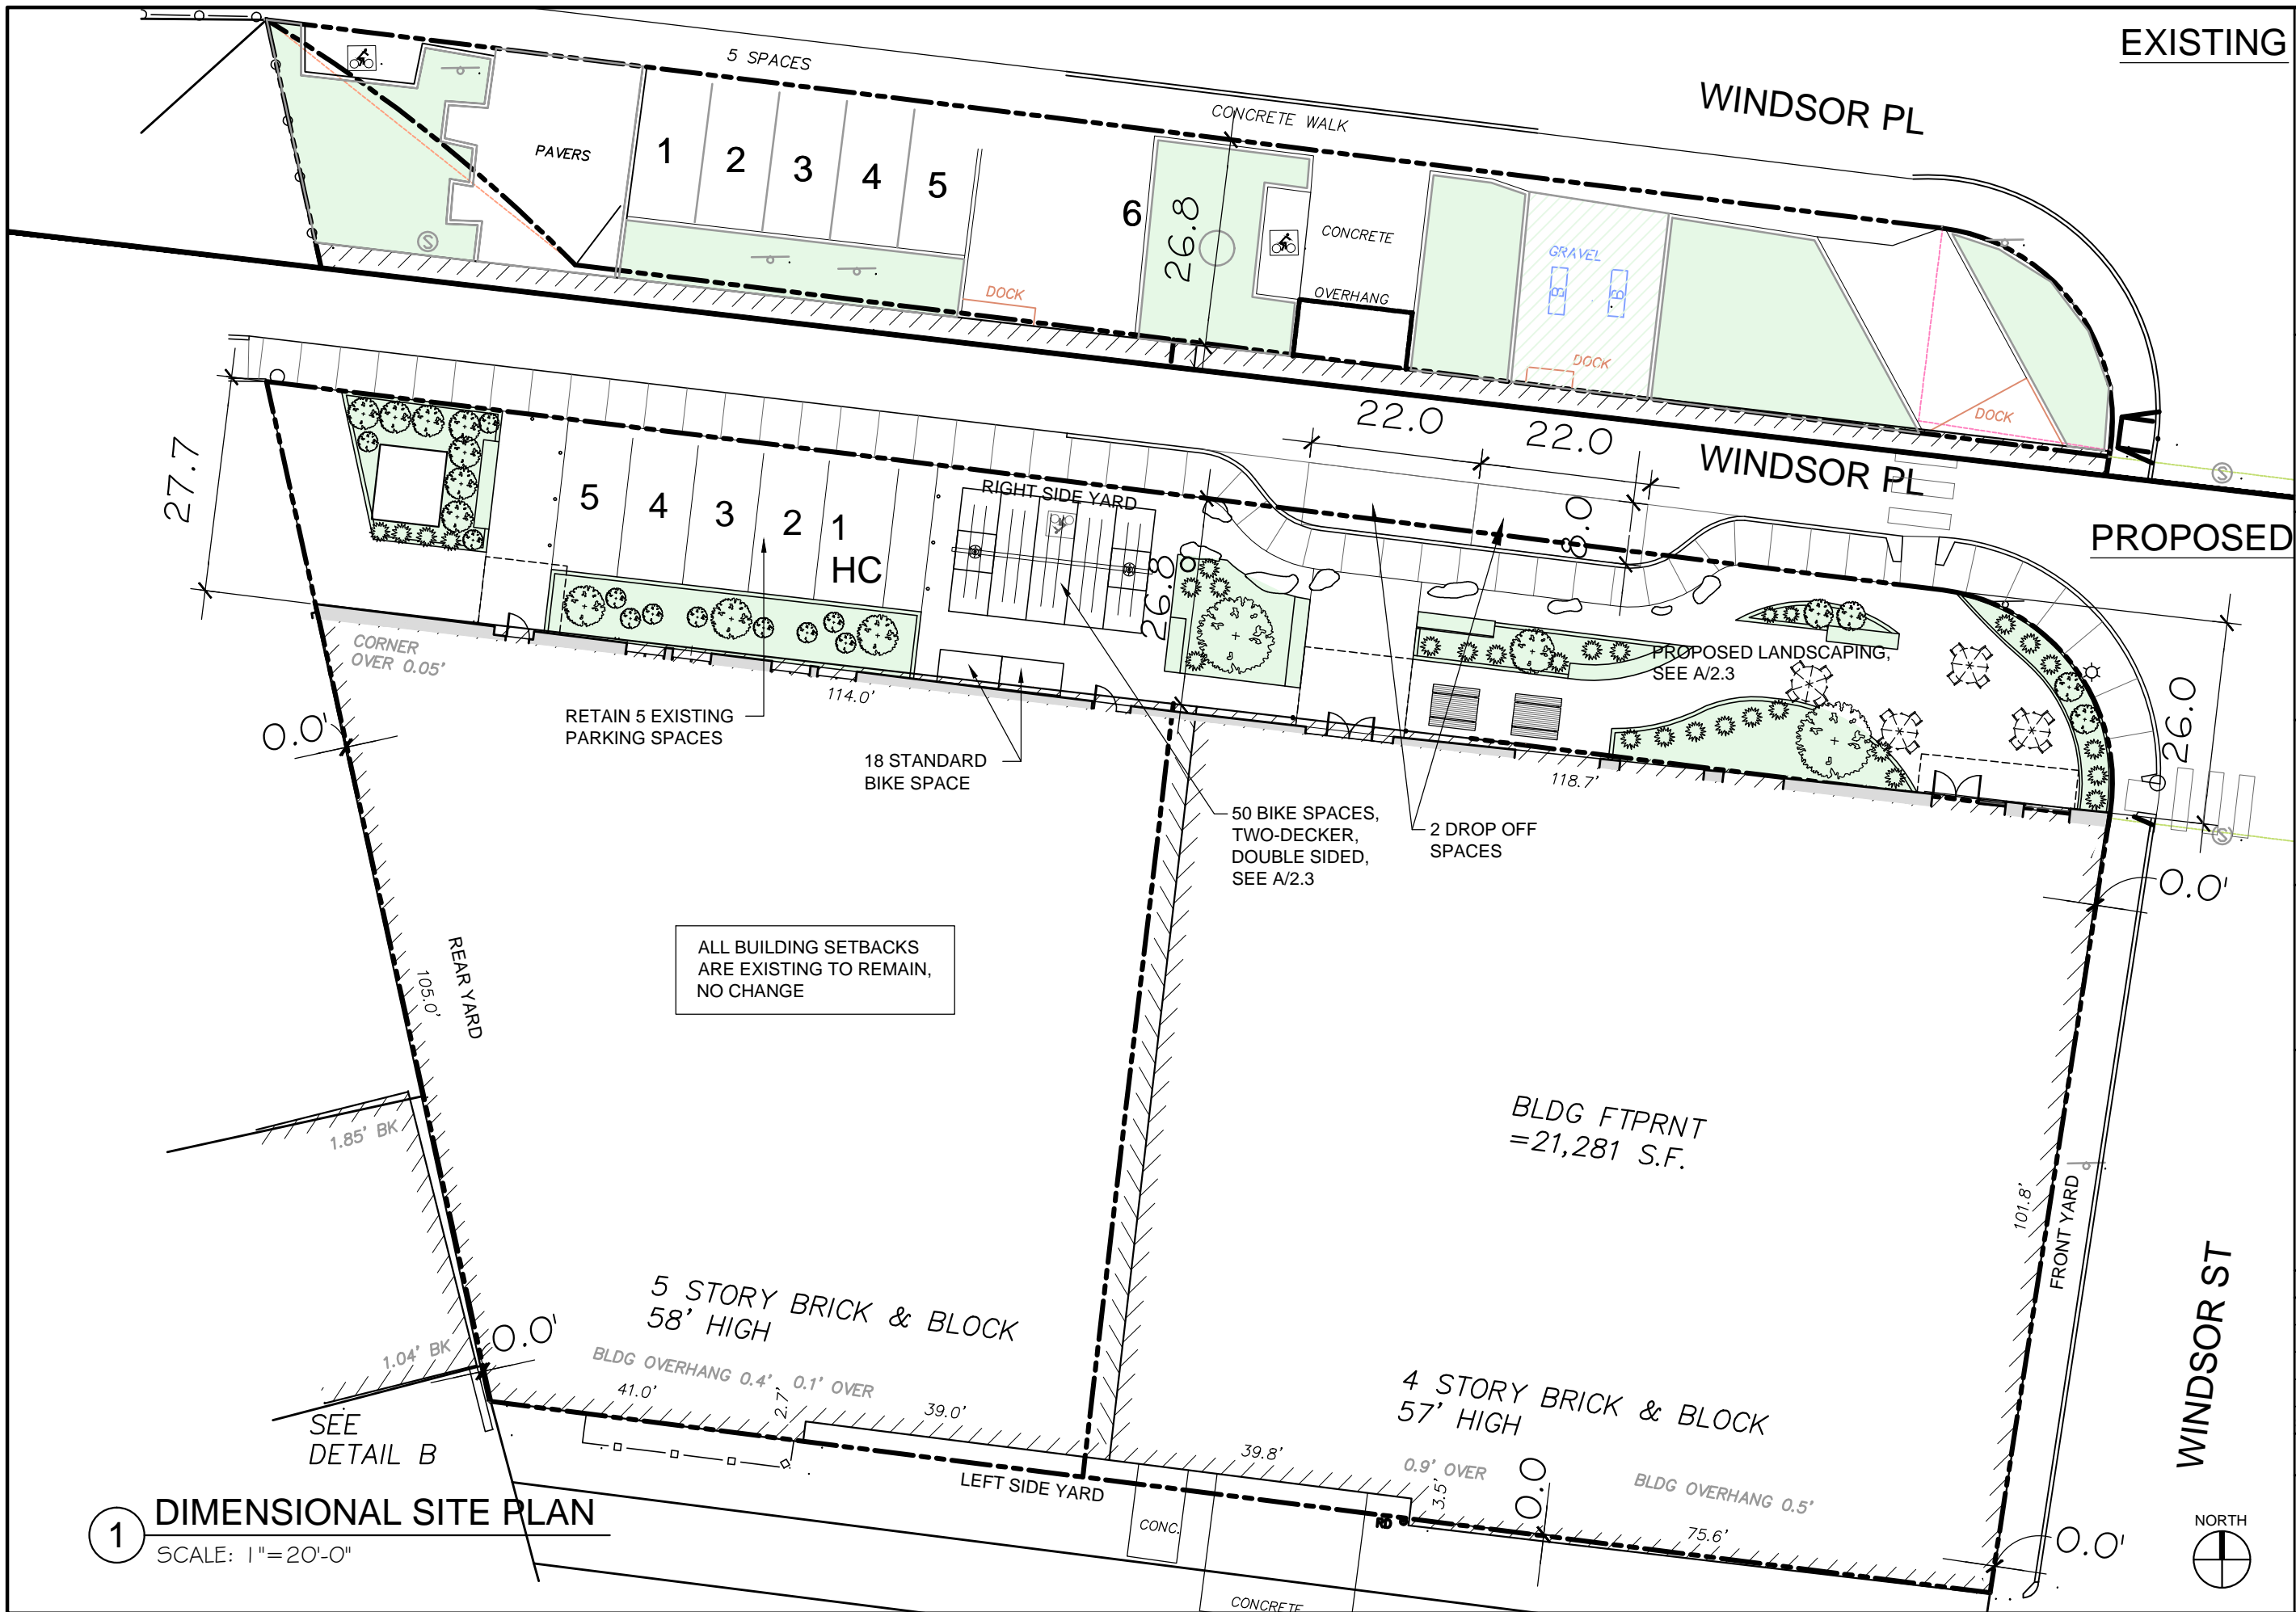 EXISTING
5 SPACES
WINDSOR PL
CONCRETE WALK
PAVERS
1
2
3
4
5
6
26.8
CONCRETE
OVERHANG
GRAVEL
B
B
DOCK
DOCK
DOCK
S
S
22.0
22.0
WINDSOR PL
PROPOSED
27.7
RIGHT SIDE YARD
5
4
3
2
1
HC
8.0
26.8
CORNER
OVER 0.05'
0.0'
114.0'
RETAIN 5 EXISTING
PARKING SPACES
18 STANDARD
BIKE SPACE
PROPOSED LANDSCAPING,
SEE A/2.3
118.7'
26.0
S
50 BIKE SPACES,
TWO-DECKER,
DOUBLE SIDED,
SEE A/2.3
2 DROP OFF
SPACES
0.0'
ALL BUILDING SETBACKS
ARE EXISTING TO REMAIN,
NO CHANGE
REAR YARD
105.0'
1.85' BK
BLDG FTPRNT
=21,281 S.F.
101.8'
FRONT YARD
WINDSOR ST
5 STORY BRICK & BLOCK
58' HIGH
BLDG OVERHANG 0.4'
0.1' OVER
0.0'
1.04' BK
41.0'
2.7'
39.0'
SEE
DETAIL B
4 STORY BRICK & BLOCK
57' HIGH
39.8'
0.9' OVER
3.5'
0.0
BLDG OVERHANG 0.5'
75.6'
0.0'
LEFT SIDE YARD
CONC.
CONCRETE
1
DIMENSIONAL SITE PLAN
SCALE: 1"=20'-0"
NORTH